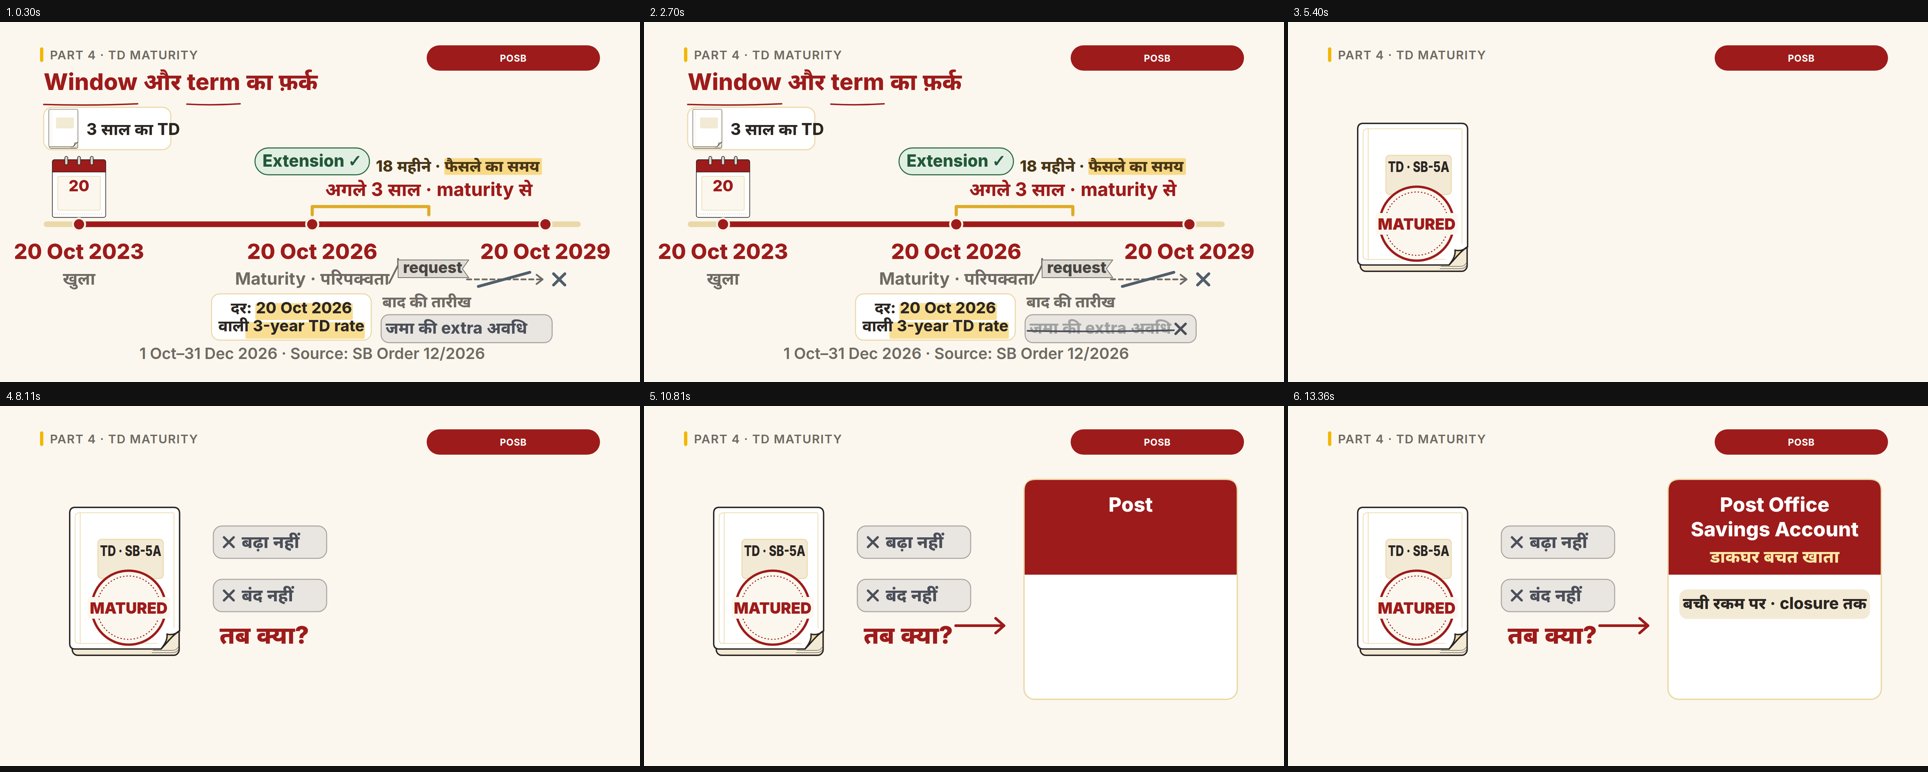 1. 0.30s
PART 4 · TD MATURITY
POSB
Window और term का फ़र्क
3 साल का TD
20
Extension ✓
18 महीने · फैसले का समय
अगले 3 साल · maturity से
20 Oct 2023
20 Oct 2026
20 Oct 2029
खुला
Maturity · परिपक्वता
request
दर: 20 Oct 2026
वाली 3-year TD rate
बाद की तारीख
जमा की extra अवधि
1 Oct–31 Dec 2026 · Source: SB Order 12/2026
2. 2.70s
PART 4 · TD MATURITY
POSB
Window और term का फ़र्क
3 साल का TD
20
Extension ✓
18 महीने · फैसले का समय
अगले 3 साल · maturity से
20 Oct 2023
20 Oct 2026
20 Oct 2029
खुला
Maturity · परिपक्वता
request
दर: 20 Oct 2026
वाली 3-year TD rate
बाद की तारीख
जमा की extra अवधि
1 Oct–31 Dec 2026 · Source: SB Order 12/2026
3. 5.40s
PART 4 · TD MATURITY
POSB
TD · SB-5A
MATURED
4. 8.11s
PART 4 · TD MATURITY
POSB
TD · SB-5A
MATURED
✕ बढ़ा नहीं
✕ बंद नहीं
तब क्या?
5. 10.81s
PART 4 · TD MATURITY
POSB
TD · SB-5A
MATURED
✕ बढ़ा नहीं
✕ बंद नहीं
तब क्या?
Post
6. 13.36s
PART 4 · TD MATURITY
POSB
TD · SB-5A
MATURED
✕ बढ़ा नहीं
✕ बंद नहीं
तब क्या?
Post Office
Savings Account
डाकघर बचत खाता
बची रकम पर · closure तक